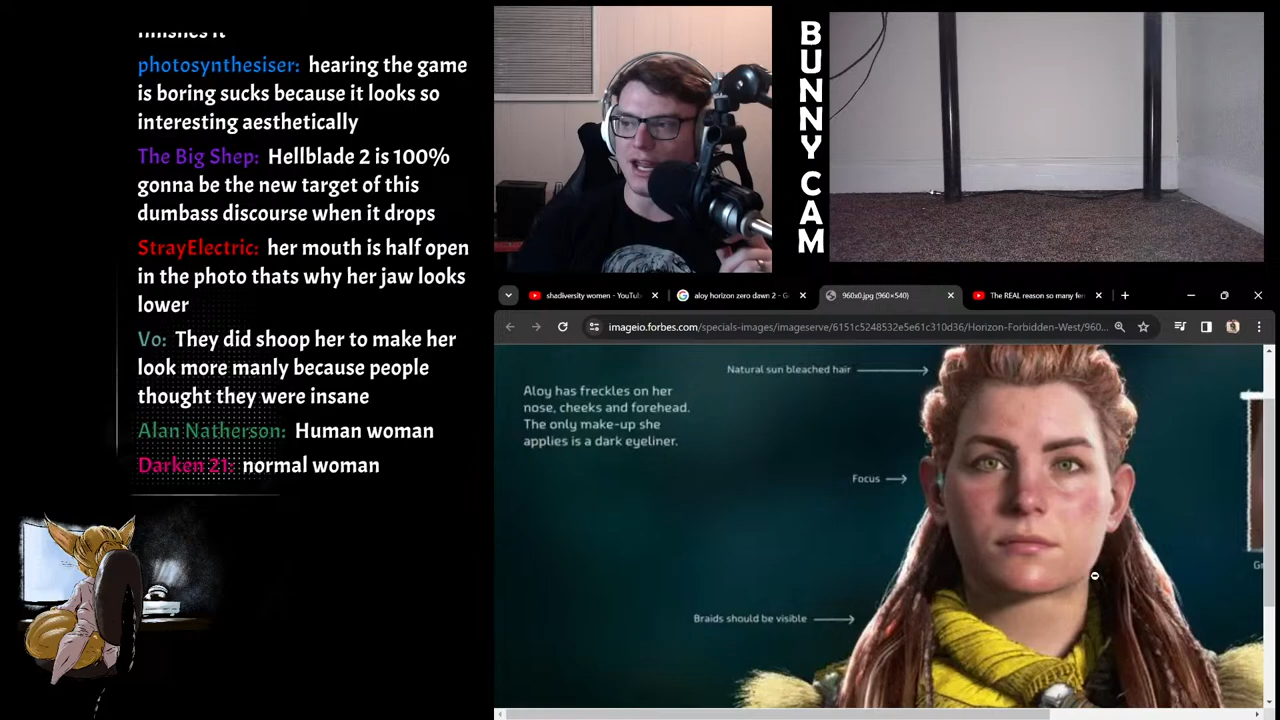 finishes it
photosynthesiser: hearing the game
is boring sucks because it looks so
interesting aesthetically
The Big Shep: Hellblade 2 is 100%
gonna be the new target of this
dumbass discourse when it drops
StrayElectric: her mouth is half open
in the photo thats why her jaw looks
lower
Vo: They did shoop her to make her
look more manly because people
thought they were insane
Alan Natherson: Human woman
Darken 21: normal woman
BUNNY CAM
shadiversity women - YouTub
aloy horizon zero dawn 2 - G
960x0.jpg (960×540)
The REAL reason so many fe
imageio.forbes.com/specials-images/imageserve/6151c5248532e5e61c310d36/Horizon-Forbidden-West/960...
Natural sun bleached hair
Aloy has freckles on her
nose, cheeks and forehead.
The only make-up she
applies is a dark eyeliner.
Focus
Braids should be visible